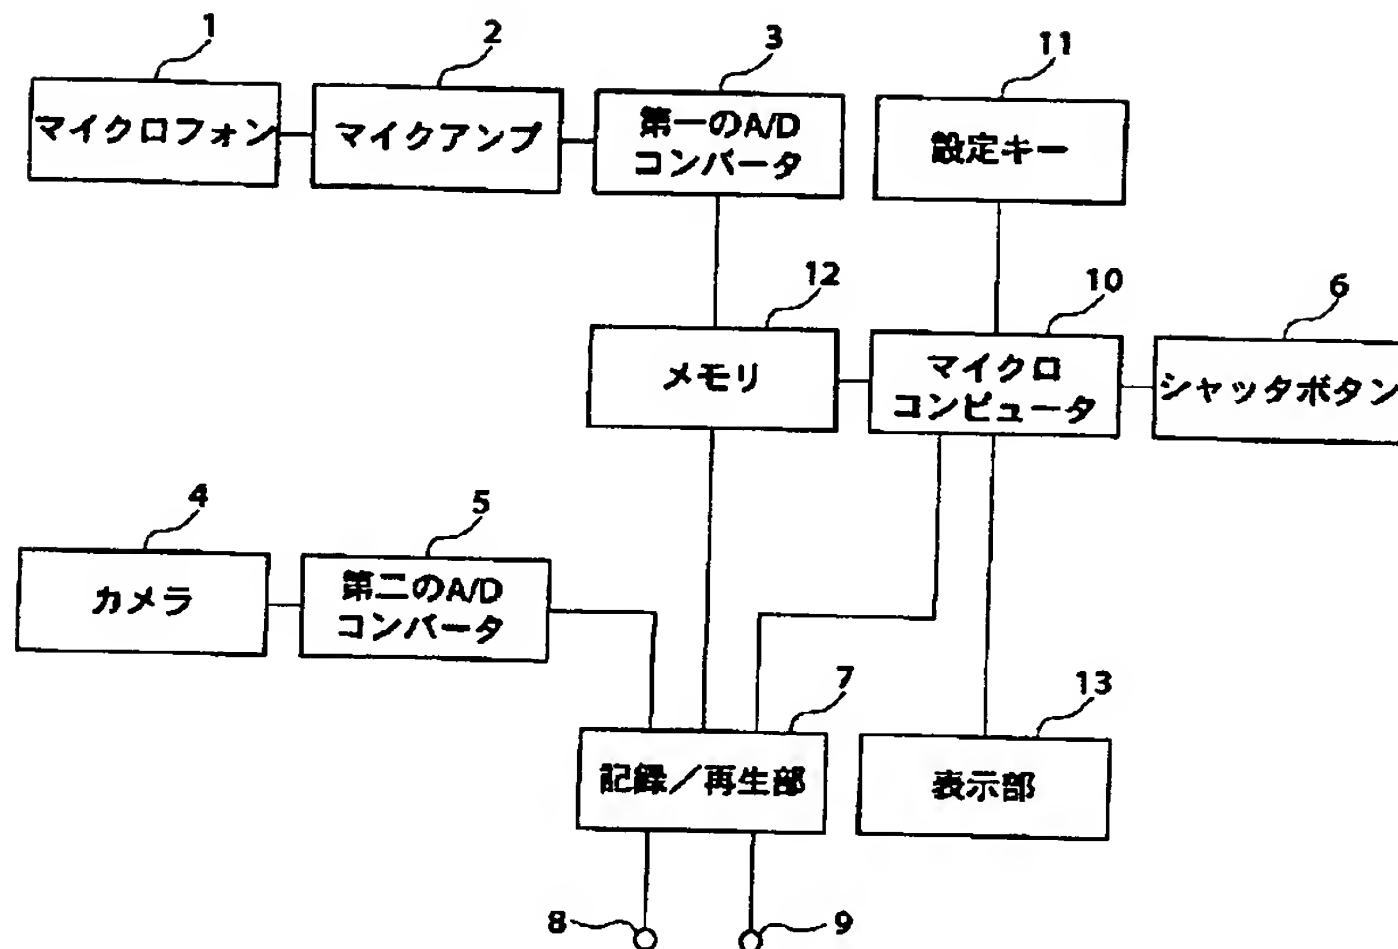 1
2
3
11
マイクロフォン
マイクアンプ
第一のA/D
コンバータ
設定キー
12
10
6
メモリ
マイクロ
コンピュータ
シャッタボタン
4
5
カメラ
第二のA/D
コンバータ
7
13
記録／再生部
表示部
8
9